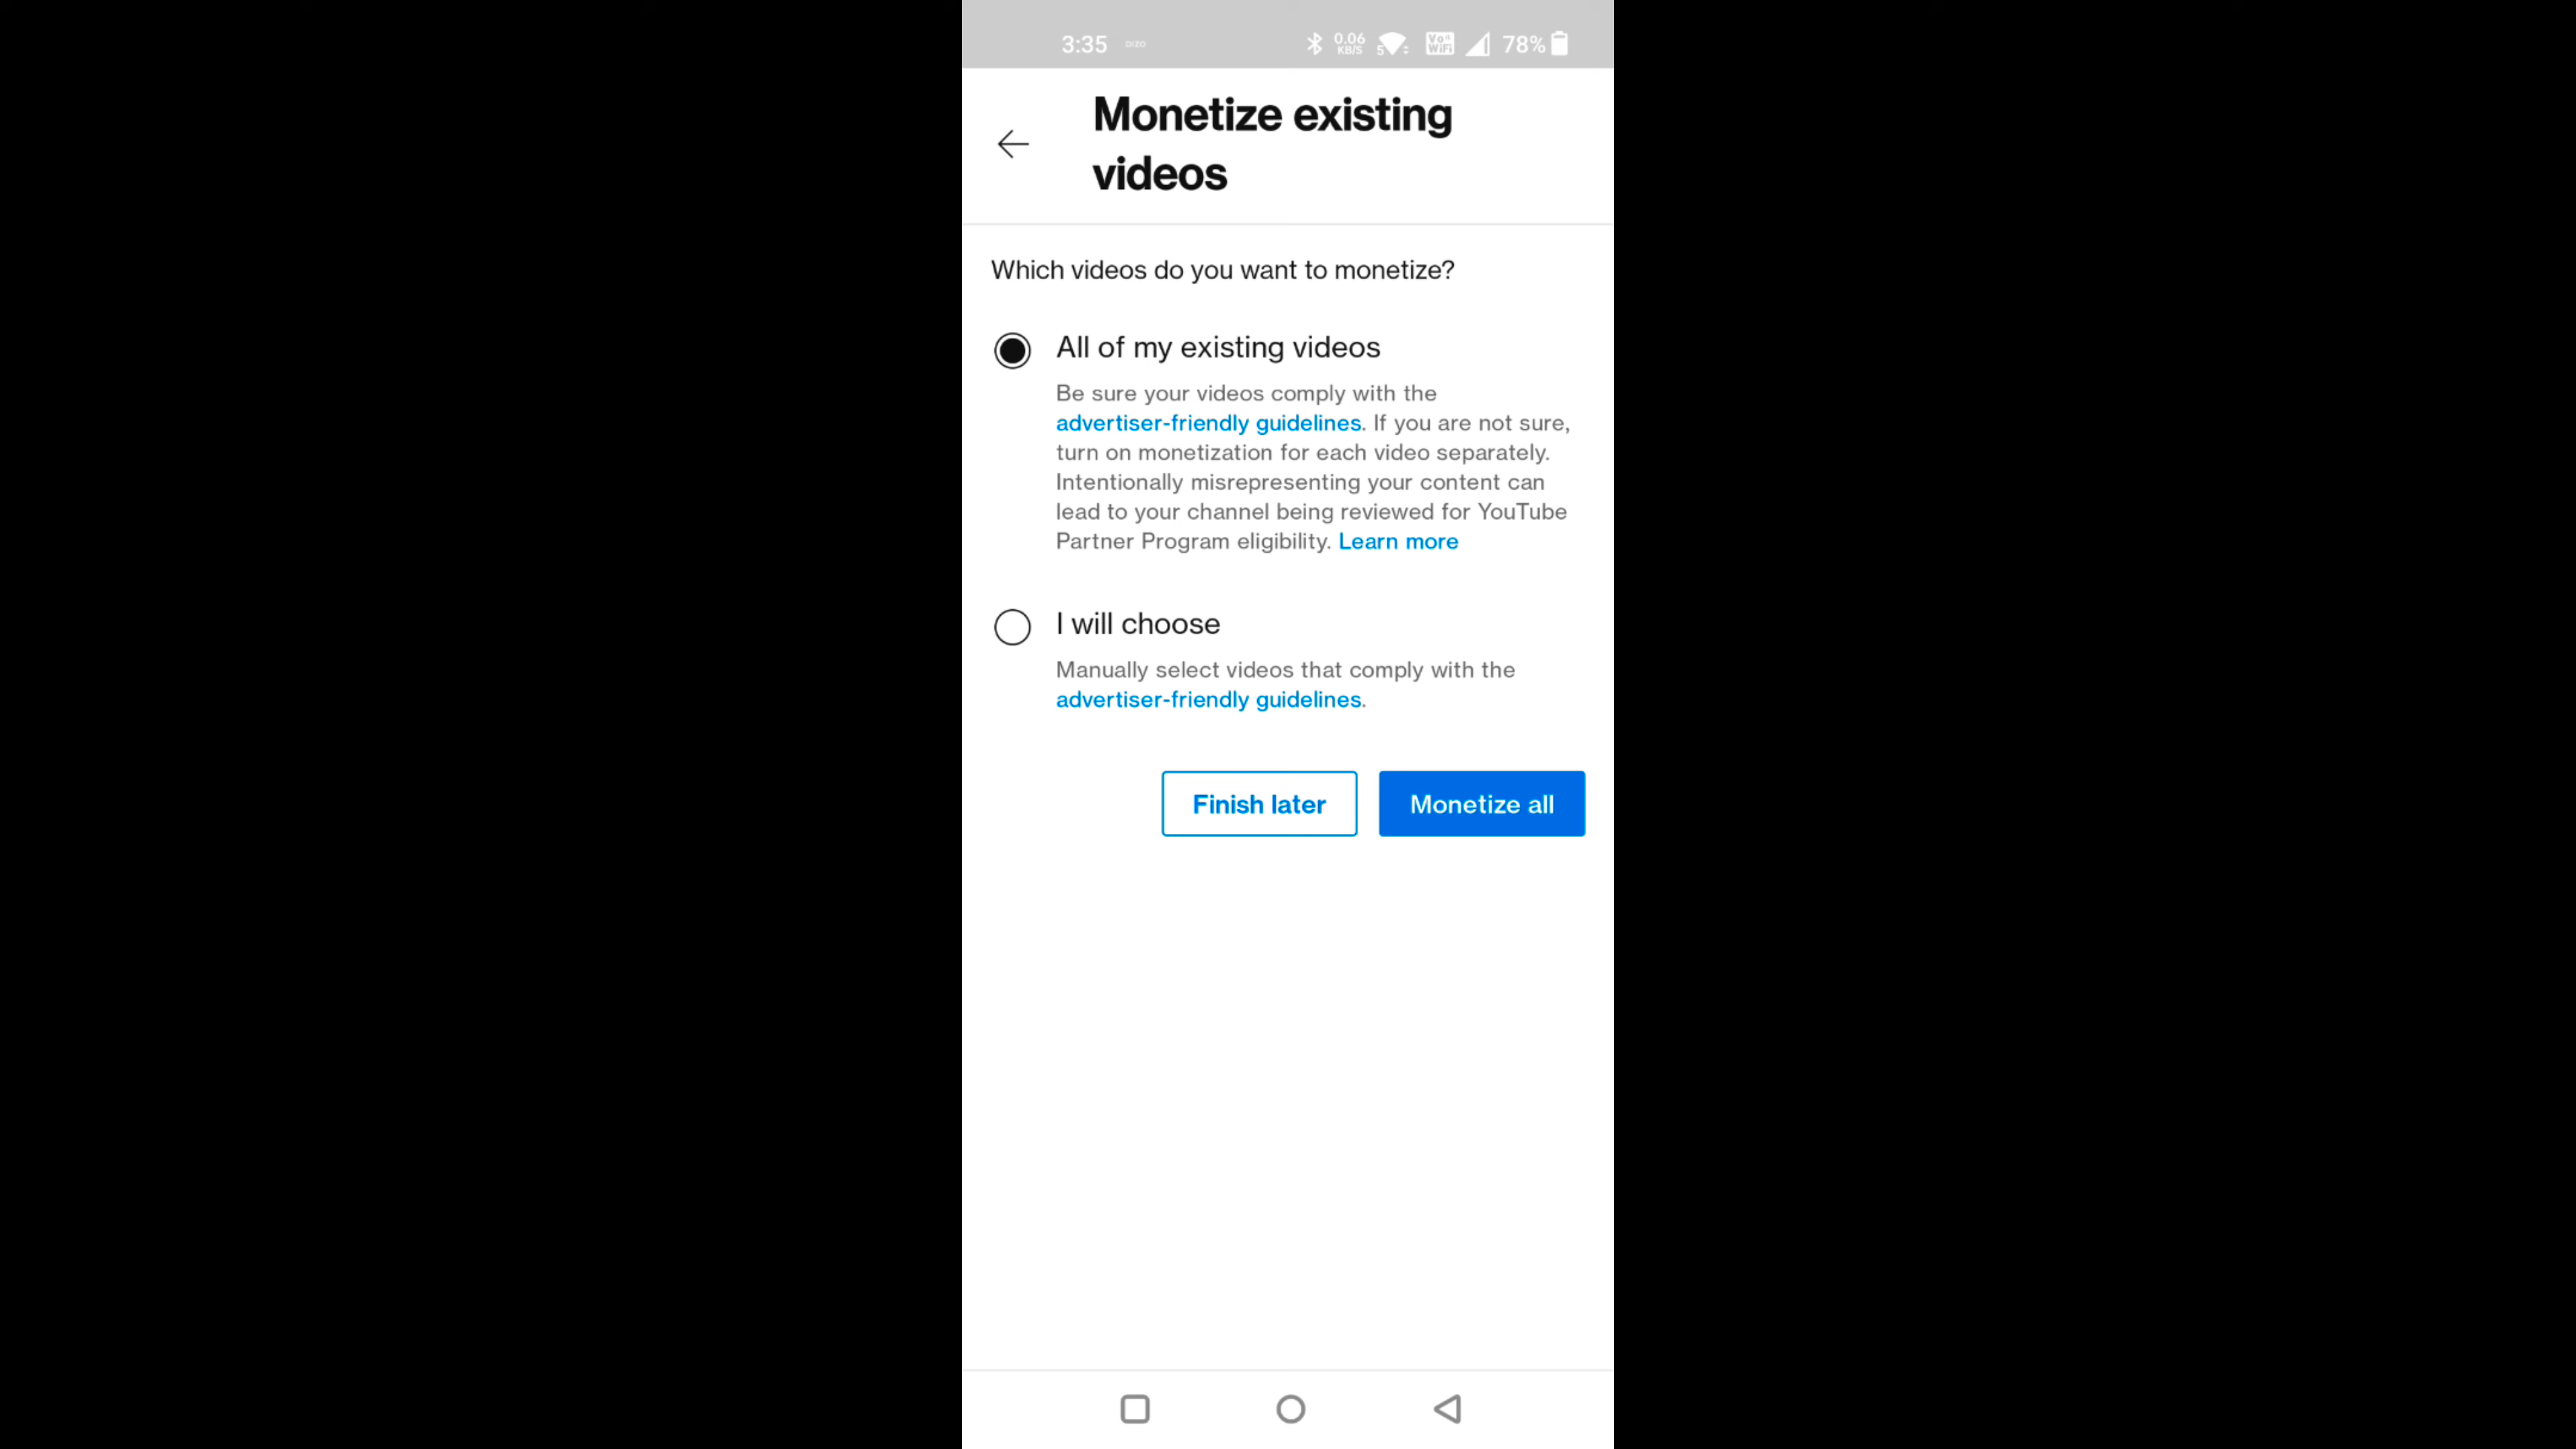 3:35 DIZO 0.06 KB/S 5 Vo WiFi 78%
Monetize existing
videos
Which videos do you want to monetize?
All of my existing videos
Be sure your videos comply with the
advertiser-friendly guidelines. If you are not sure,
turn on monetization for each video separately.
Intentionally misrepresenting your content can
lead to your channel being reviewed for YouTube
Partner Program eligibility. Learn more
I will choose
Manually select videos that comply with the
advertiser-friendly guidelines.
Finish later Monetize all